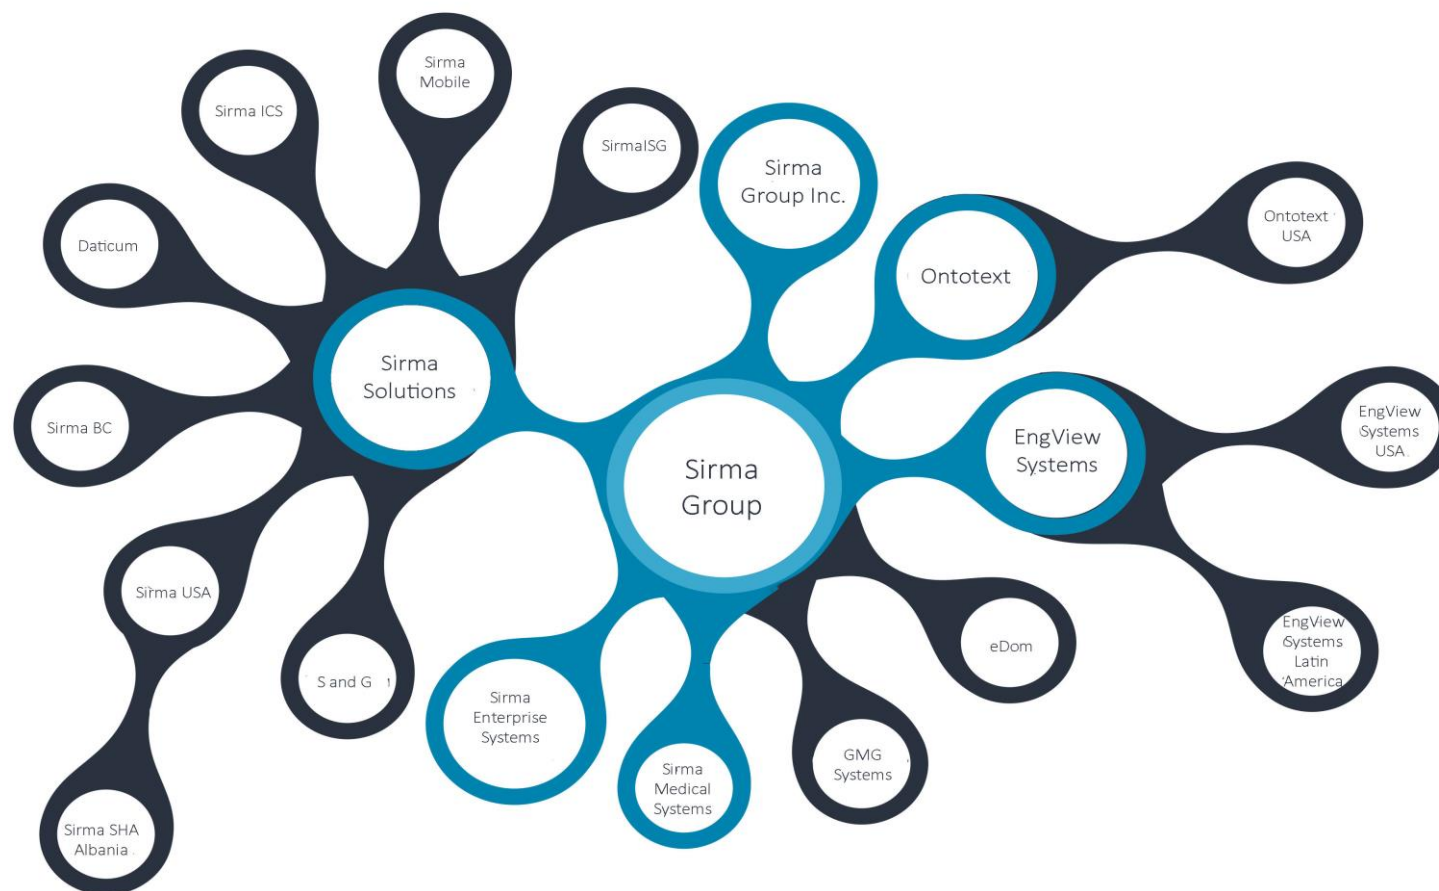 Sirma
Mobile
Sirma ICS
SirmaISG
Sirma
Group Inc.
Ontotext
USA
Daticum
Ontotext
Sirma
Solutions
EngView
Systems
USA
Sirma BC
EngView
Systems
Sirma
Group
Sirma USA
eDom
EngView
Systems
Latin
America
S and G
Sirma
Enterprise
Systems
GMG
Systems
Sirma
Medical
Systems
Sirma SHA
Albania